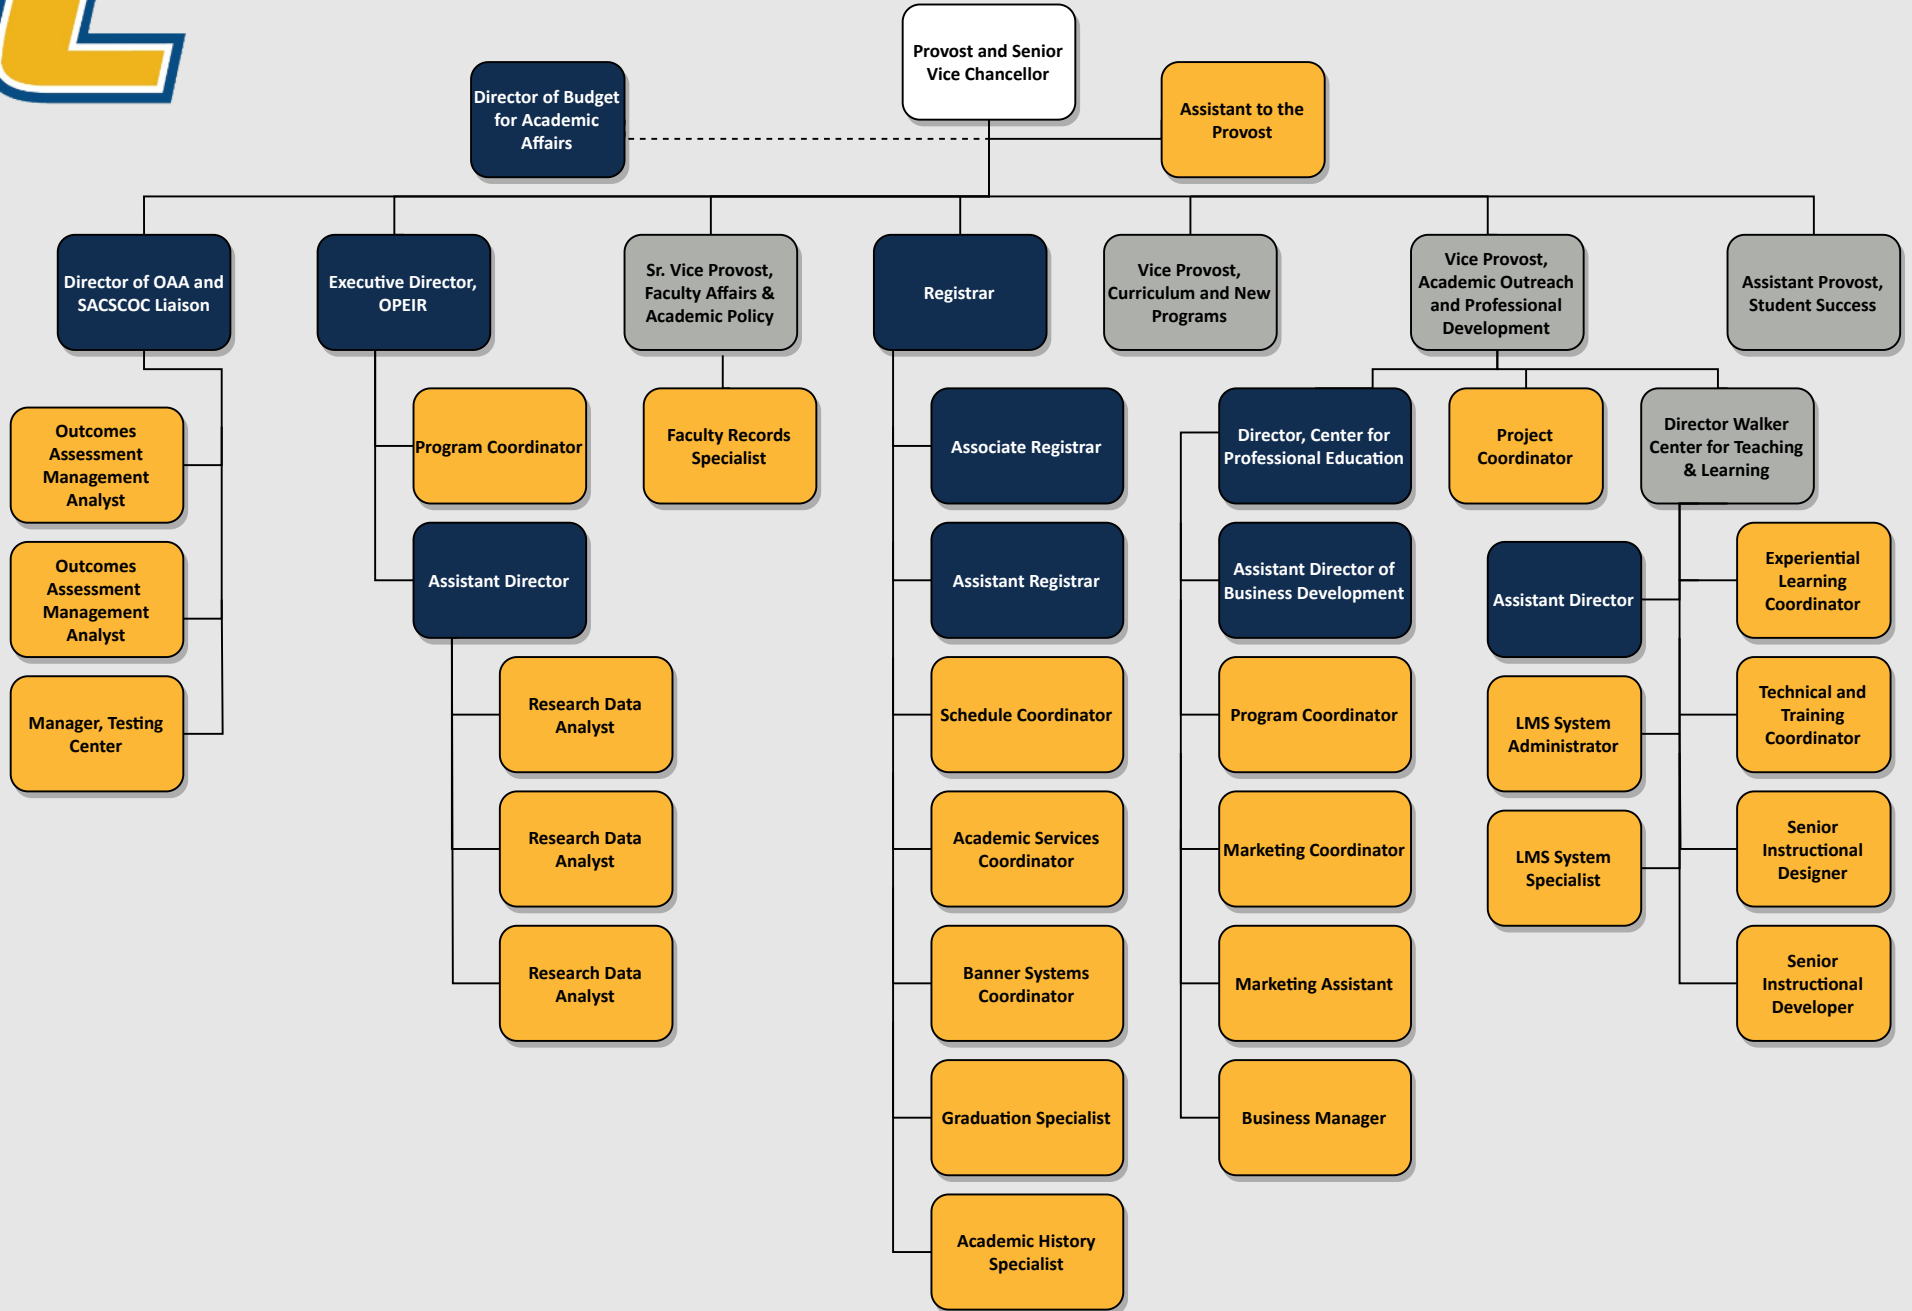 Provost and Senior
Vice Chancellor
Director of Budget
for Academic
Affairs
Assistant to the
Provost
Director of OAA and
SACSCOC Liaison
Executive Director,
OPEIR
Sr. Vice Provost,
Faculty Affairs &
Academic Policy
Registrar
Vice Provost,
Curriculum and New
Programs
Vice Provost,
Academic Outreach
and Professional
Development
Assistant Provost,
Student Success
Outcomes
Assessment
Management
Analyst
Outcomes
Assessment
Management
Analyst
Manager, Testing
Center
Program Coordinator
Assistant Director
Research Data
Analyst
Research Data
Analyst
Research Data
Analyst
Faculty Records
Specialist
Associate Registrar
Assistant Registrar
Schedule Coordinator
Academic Services
Coordinator
Banner Systems
Coordinator
Graduation Specialist
Academic History
Specialist
Director, Center for
Professional Education
Assistant Director of
Business Development
Program Coordinator
Marketing Coordinator
Marketing Assistant
Business Manager
Project
Coordinator
Director Walker
Center for Teaching
& Learning
Assistant Director
LMS System
Administrator
LMS System
Specialist
Experiential
Learning
Coordinator
Technical and
Training
Coordinator
Senior
Instructional
Designer
Senior
Instructional
Developer